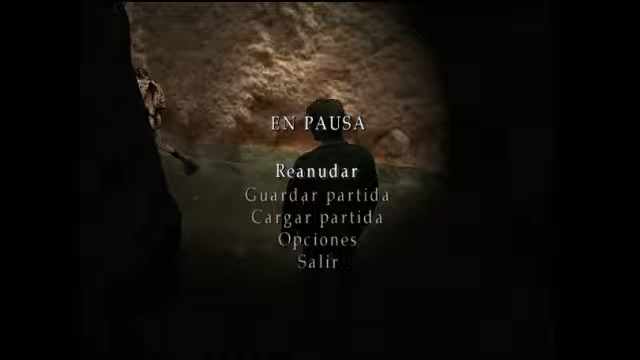 EN PAUSA
Reanudar
Guardar partida
Cargar partida
Opciones
Salir